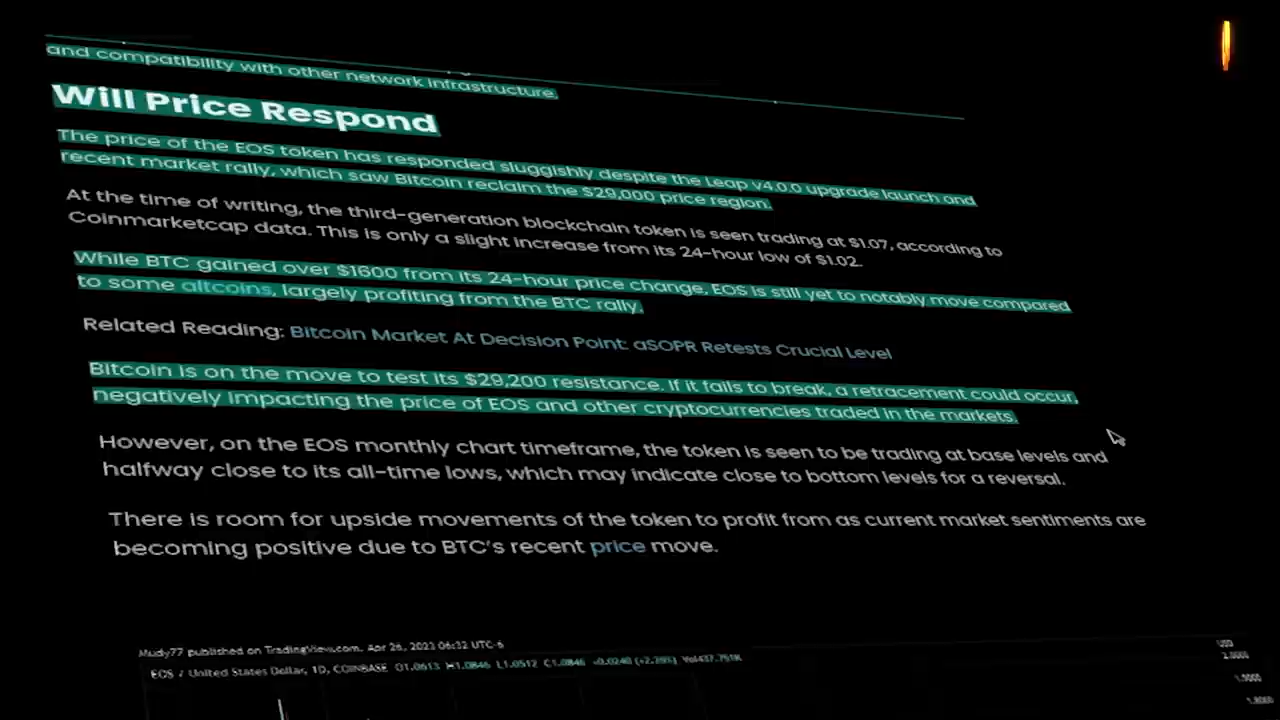 and compatibility with other network infrastructure.
Will Price Respond
The price of the EOS token has responded sluggishly despite the Leap v4.0.0 upgrade launch and
recent market rally, which saw Bitcoin reclaim the $29,000 price region.
At the time of writing, the third-generation blockchain token is seen trading at $1.07, according to
Coinmarketcap data. This is only a slight increase from its 24-hour low of $1.02.
While BTC gained over $1600 from its 24-hour price change, EOS is still yet to notably move compared
to some altcoins, largely profiting from the BTC rally.
Related Reading: Bitcoin Market At Decision Point: aSOPR Retests Crucial Level
Bitcoin is on the move to test its $29,200 resistance. If it fails to break, a retracement could occur,
negatively impacting the price of EOS and other cryptocurrencies traded in the markets.
However, on the EOS monthly chart timeframe, the token is seen to be trading at base levels and
halfway close to its all-time lows, which may indicate close to bottom levels for a reversal.
There is room for upside movements of the token to profit from as current market sentiments are
becoming positive due to BTC's recent price move.
Mudy77 published on TradingView.com, Apr 26, 2023 06:32 UTC-6
EOS / United States Dollar, 1D, COINBASE O1.0613 H1.0846 L1.0512 C1.0846 +0.0240 (+2.26%) Vol437.751K
USD
2.0000
1.9000
1.8000